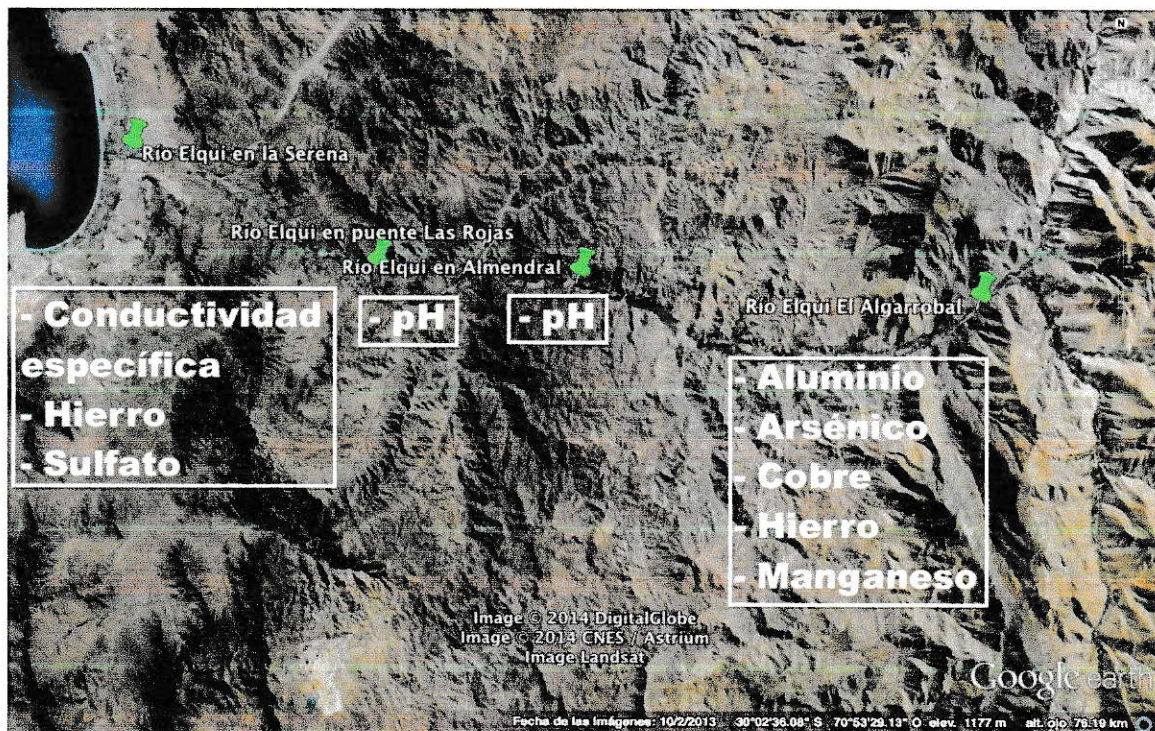 N
Río Elqui en la Serena
Río Elqui en puente Las Rojas
Río Elqui en Almendral
Río Elqui El Algarrobal
- Conductividad
específica
- Hierro
- Sulfato
- pH
- pH
- Aluminio
- Arsénico
- Cobre
- Hierro
- Manganeso
Image © 2014 DigitalGlobe
Image © 2014 CNES / Astrium
Image Landsat
Google earth
Fecha de las imágenes: 10/2/2013 30°02'36.08" S 70°53'29.13" O elev. 1177 m alt. ojo 75.19 km